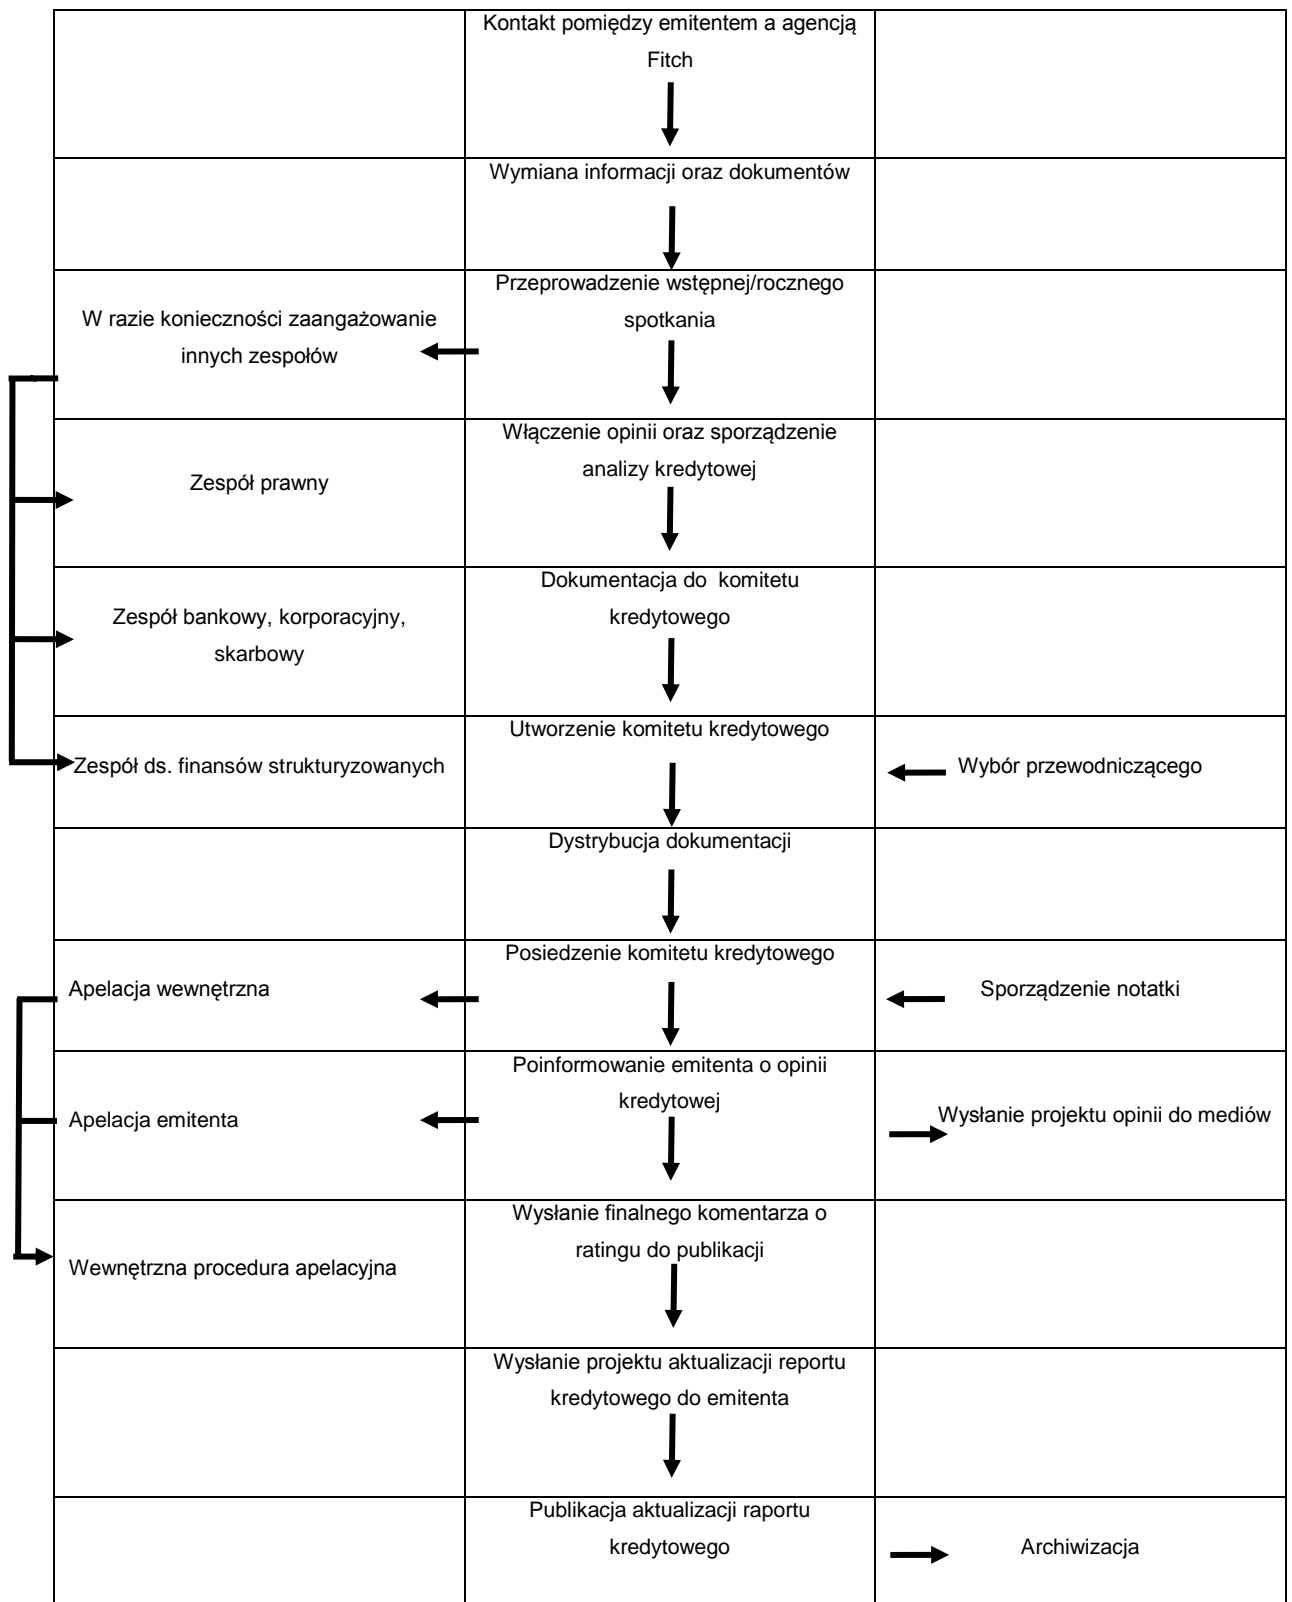 Kontakt pomiędzy emitentem a agencją
Fitch
Wymiana informacji oraz dokumentów
W razie konieczności zaangażowanie
innych zespołów
Przeprowadzenie wstępnej/rocznego
spotkania
Zespół prawny
Włączenie opinii oraz sporządzenie
analizy kredytowej
Zespół bankowy, korporacyjny,
skarbowy
Dokumentacja do komitetu
kredytowego
Zespół ds. finansów strukturyzowanych
Utworzenie komitetu kredytowego
Wybór przewodniczącego
Dystrybucja dokumentacji
Apelacja wewnętrzna
Posiedzenie komitetu kredytowego
Sporządzenie notatki
Apelacja emitenta
Poinformowanie emitenta o opinii
kredytowej
Wysłanie projektu opinii do mediów
Wewnętrzna procedura apelacyjna
Wysłanie finalnego komentarza o
ratingu do publikacji
Wysłanie projektu aktualizacji reportu
kredytowego do emitenta
Publikacja aktualizacji raportu
kredytowego
Archiwizacja